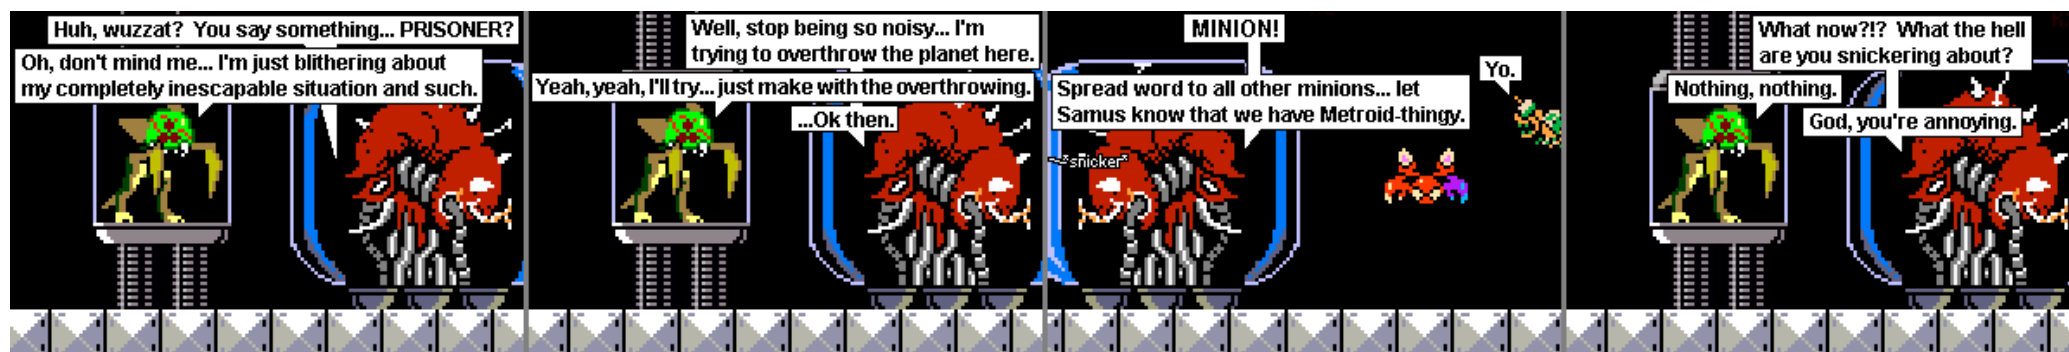 Huh, wuzzat?  You say something... PRISONER?
Oh, don't mind me... I'm just blithering about
my completely inescapable situation and such.
Well, stop being so noisy... I'm
trying to overthrow the planet here.
Yeah, yeah, I'll try... just make with the overthrowing.
...Ok then.
MINION!
Yo.
Spread word to all other minions... let
Samus know that we have Metroid-thingy.
~*snicker*
What now?!?  What the hell
are you snickering about?
Nothing, nothing.
God, you're annoying.